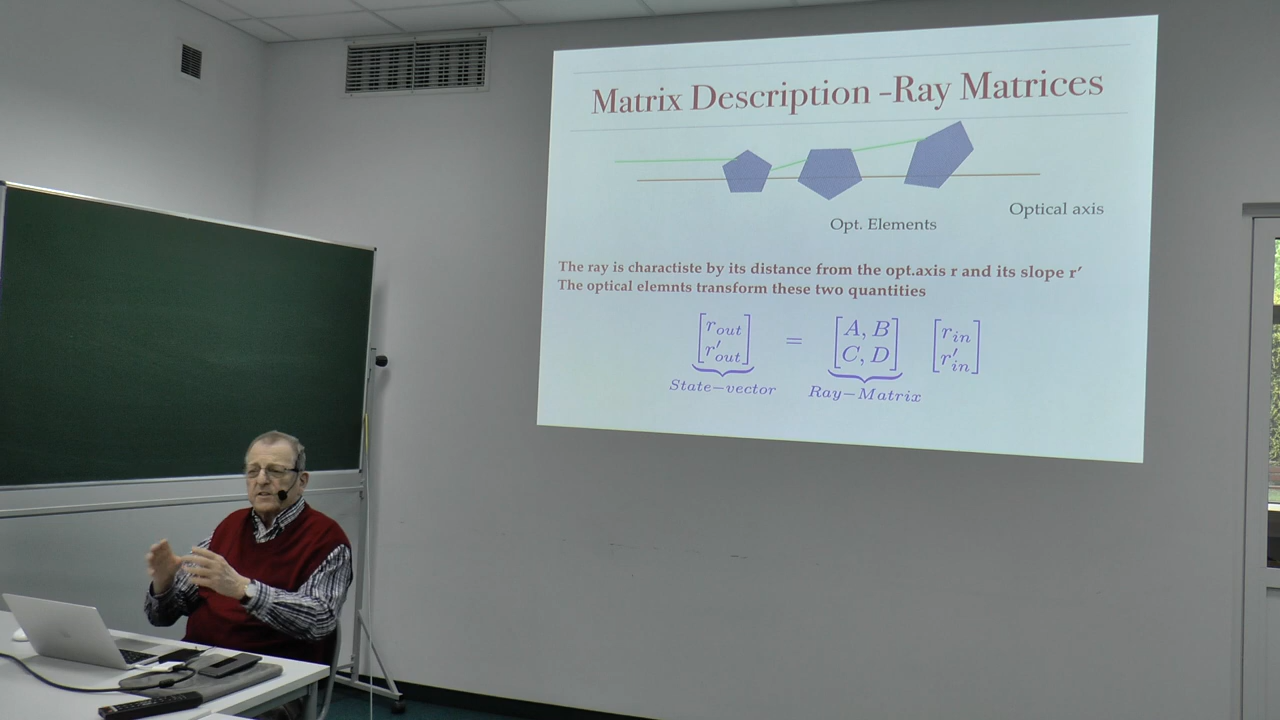 Matrix Description -Ray Matrices
Optical axis
Opt. Elements
The ray is charactiste by its distance from the opt.axis r and its slope r′
The optical elemnts transform these two quantities
[r_out r′_out] = [A, B C, D] [r_in r′_in]
State−vector Ray−Matrix